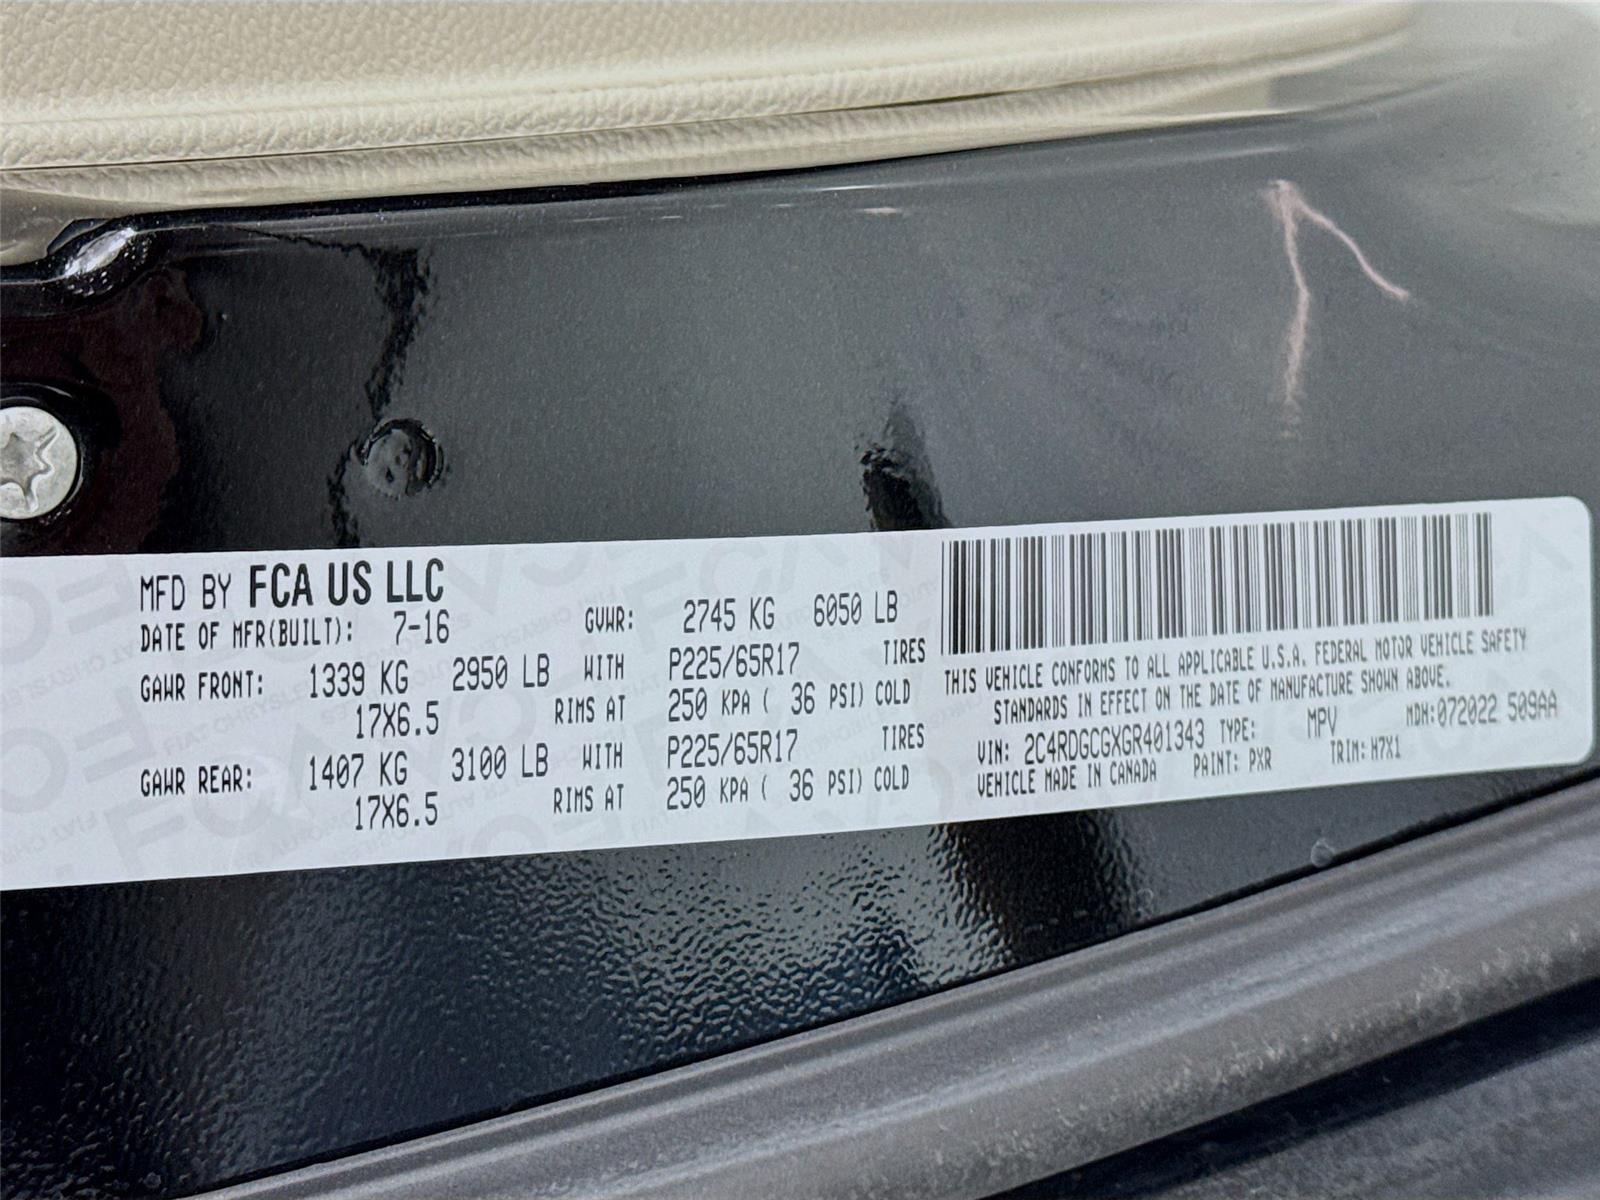 MFD BY FCA US LLC
DATE OF MFR(BUILT): 7-16 GVWR: 2745 KG 6050 LB
GAWR FRONT: 1339 KG 2950 LB WITH P225/65R17 TIRES
17X6.5 RIMS AT 250 KPA ( 36 PSI) COLD
GAWR REAR: 1407 KG 3100 LB WITH P225/65R17 TIRES
17X6.5 RIMS AT 250 KPA ( 36 PSI) COLD
THIS VEHICLE CONFORMS TO ALL APPLICABLE U.S.A. FEDERAL MOTOR VEHICLE SAFETY
STANDARDS IN EFFECT ON THE DATE OF MANUFACTURE SHOWN ABOVE.
VIN: 2C4RDGCGXGR401343 TYPE: MPV MDH:072022 509AA
VEHICLE MADE IN CANADA PAINT: PXR TRIM: H7X1